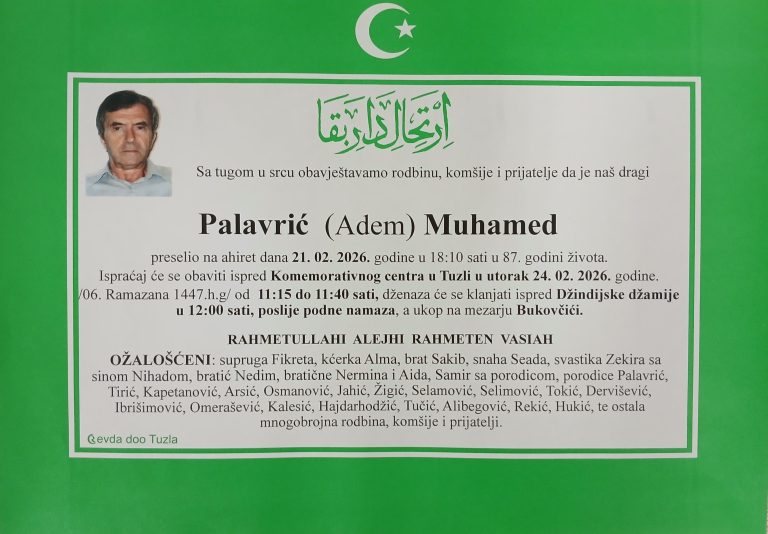 إرتحال دار بقا
Sa tugom u srcu obavještavamo rodbinu, komšije i prijatelje da je naš dragi
Palavrić (Adem) Muhamed
preselio na ahiret dana 21. 02. 2026. godine u 18:10 sati u 87. godini života.
Ispraćaj će se obaviti ispred Komemorativnog centra u Tuzli u utorak 24. 02. 2026. godine.
/06. Ramazana 1447.h.g/ od 11:15 do 11:40 sati, dženaza će se klanjati ispred Džindijske džamije
u 12:00 sati, poslije podne namaza, a ukop na mezarju Bukovčići.
RAHMETULLAHI ALEJHI RAHMETEN VASIAH
OŽALOŠĆENI: supruga Fikreta, kćerka Alma, brat Sakib, snaha Seada, svastika Zekira sa
sinom Nihadom, bratić Nedim, bratične Nermina i Aida, Samir sa porodicom, porodice Palavrić,
Tirić, Kapetanović, Arsić, Osmanović, Jahić, Žigić, Selamović, Selimović, Tokić, Dervišević,
Ibrišimović, Omerašević, Kalesić, Hajdarhodžić, Tučić, Alibegović, Rekić, Hukić, te ostala
mnogobrojna rodbina, komšije i prijatelji.
Gevda doo Tuzla